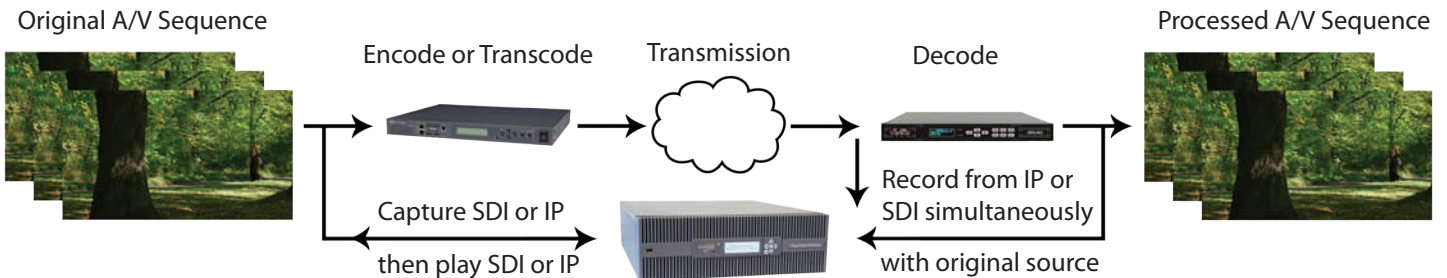 Original A/V Sequence
Processed A/V Sequence
Encode or Transcode
Transmission
Decode
Capture SDI or IP
then play SDI or IP
Record from IP or
SDI simultaneously
with original source